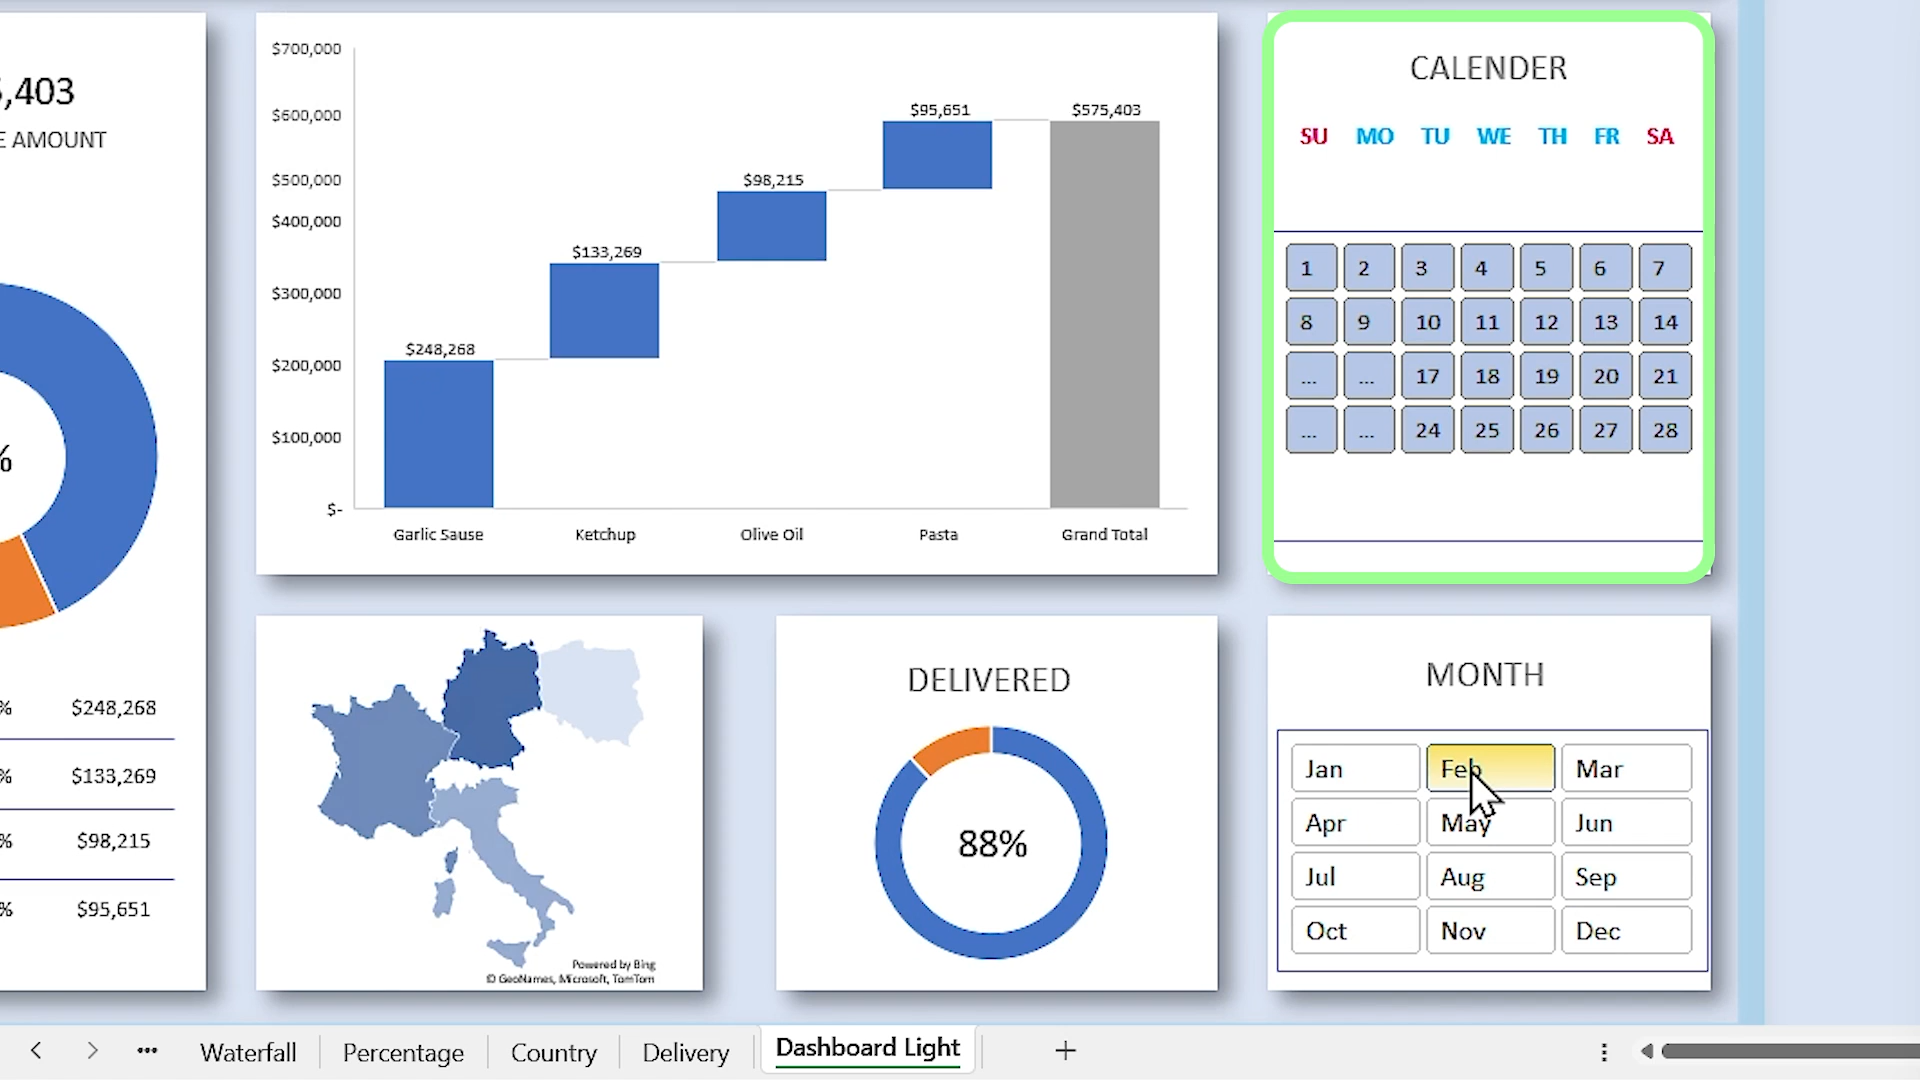 5,403
E AMOUNT
%
% $248,268
% $133,269
% $98,215
% $95,651
$700,000
$600,000
$500,000
$400,000
$300,000
$200,000
$100,000
$-
$248,268
$133,269
$98,215
$95,651
$575,403
Garlic Sause Ketchup Olive Oil Pasta Grand Total
CALENDER
SU MO TU WE TH FR SA
1 2 3 4 5 6 7
8 9 10 11 12 13 14
... ... 17 18 19 20 21
... ... 24 25 26 27 28
Powered by Bing
© GeoNames, Microsoft, TomTom
DELIVERED
88%
MONTH
Jan Feb Mar
Apr May Jun
Jul Aug Sep
Oct Nov Dec
Waterfall Percentage Country Delivery Dashboard Light